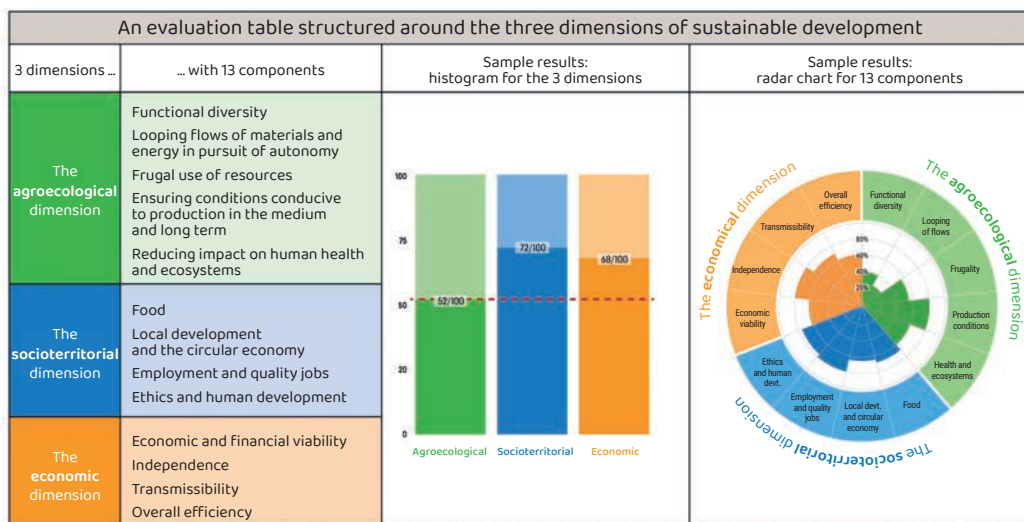 An evaluation table structured around the three dimensions of sustainable development
3 dimensions ...
... with 13 components
Sample results:
histogram for the 3 dimensions
Sample results:
radar chart for 13 components
The
agroecological
dimension
Functional diversity
Looping flows of materials and
energy in pursuit of autonomy
Frugal use of resources
Ensuring conditions conducive
to production in the medium
and long term
Reducing impact on human health
and ecosystems
The
socioterritorial
dimension
Food
Local development
and the circular economy
Employment and quality jobs
Ethics and human development
The
economic
dimension
Economic and financial viability
Independence
Transmissibility
Overall efficiency
100
75
50
20
0
52/100
72/100
68/100
Agroecological
Socioterritorial
Economic
The economical dimension
The agroecological dimension
The socioterritorial dimension
Overall
efficiency
Functional
diversity
Transmissibility
Looping
of flows
Independence
Frugality
Economic
viability
Production
conditions
Ethics
and human
devt.
Health and
ecosystems
Employment
and quality
jobs
Local devt.
and circular
economy
Food
80%
60%
40%
20%